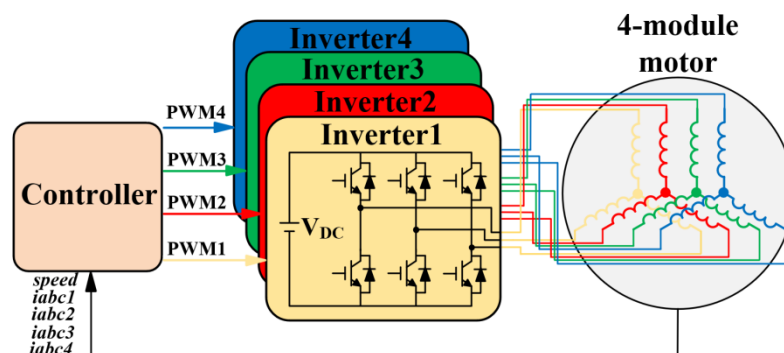 Inverter4
4-module
motor
Inverter3
Inverter2
PWM4
Inverter1
PWM3
Controller
PWM2
VDC
PWM1
speed
iabc1
iabc2
iabc3
iabc4